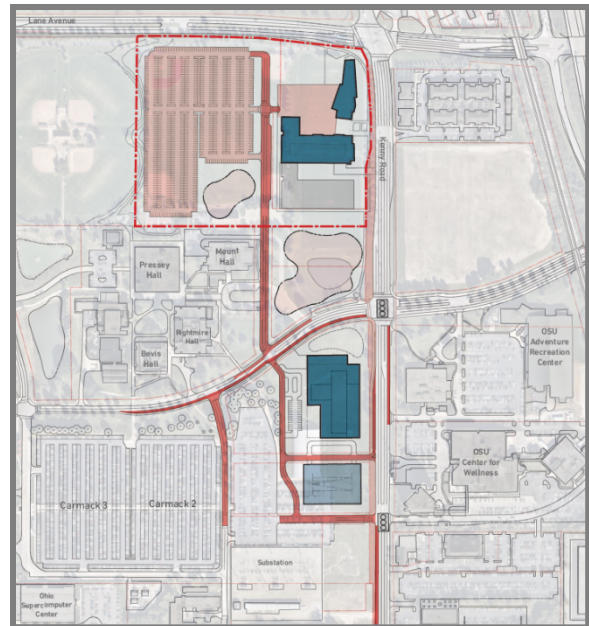 Lane Avenue
Kenny Road
Pressey
Hall
Mount
Hall
Rightmire
Hall
Bevis
Hall
OSU
Adventure
Recreation
Center
OSU
Center for
Wellness
Carmack 3
Carmack 2
Substation
Ohio
Supercomputer
Center